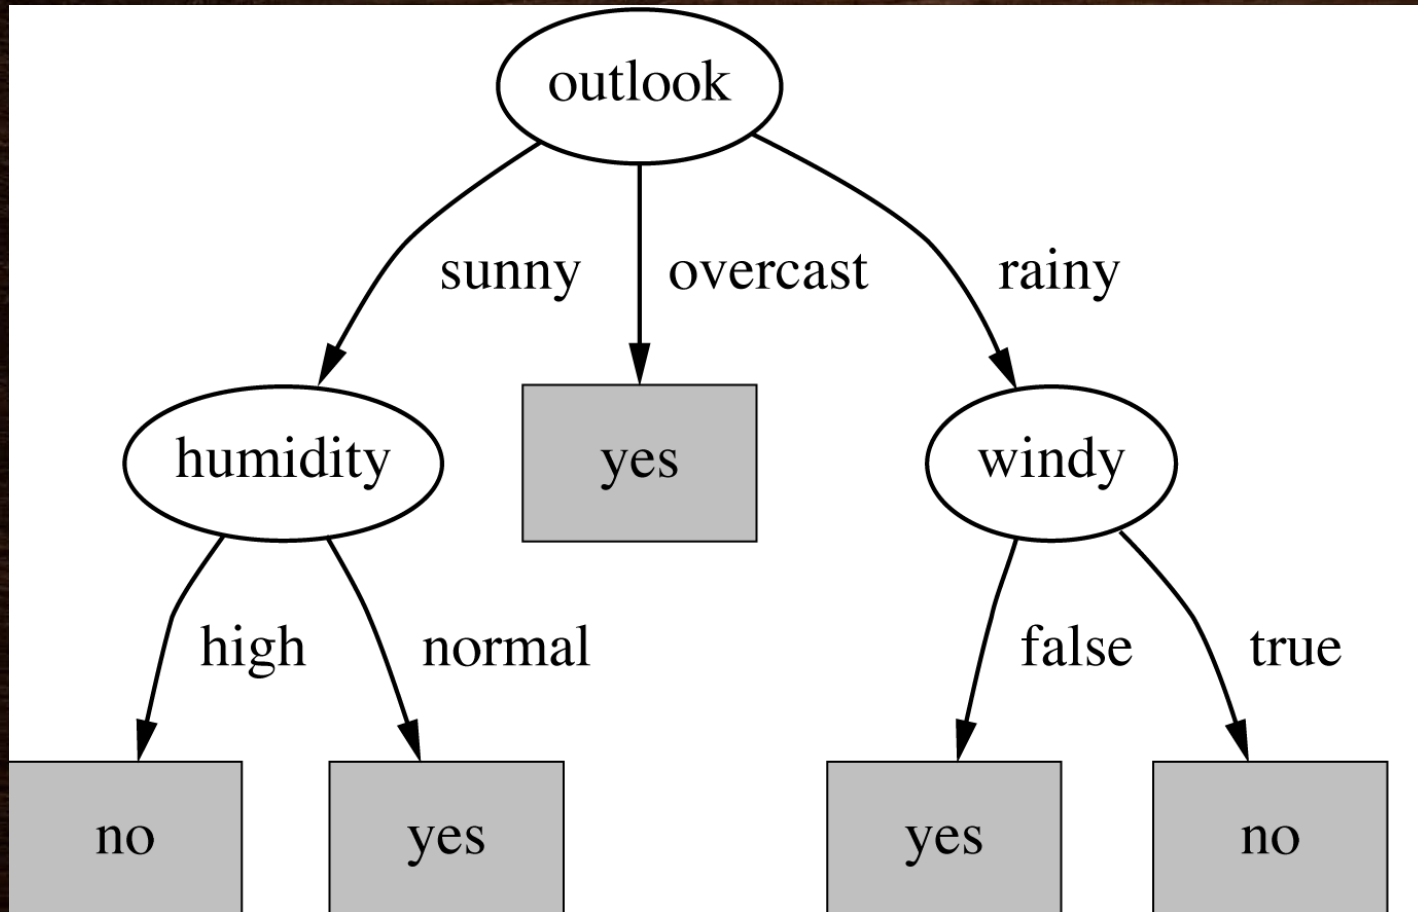 outlook
sunny overcast rainy
humidity yes windy
high normal false true
no yes yes no